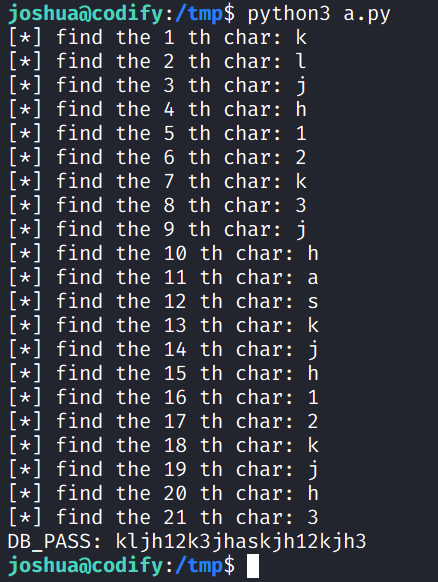 joshua@codify:/tmp$ python3 a.py
[*] find the 1 th char: k
[*] find the 2 th char: l
[*] find the 3 th char: j
[*] find the 4 th char: h
[*] find the 5 th char: 1
[*] find the 6 th char: 2
[*] find the 7 th char: k
[*] find the 8 th char: 3
[*] find the 9 th char: j
[*] find the 10 th char: h
[*] find the 11 th char: a
[*] find the 12 th char: s
[*] find the 13 th char: k
[*] find the 14 th char: j
[*] find the 15 th char: h
[*] find the 16 th char: 1
[*] find the 17 th char: 2
[*] find the 18 th char: k
[*] find the 19 th char: j
[*] find the 20 th char: h
[*] find the 21 th char: 3
DB_PASS: kljh12k3jhaskjh12kjh3
joshua@codify:/tmp$